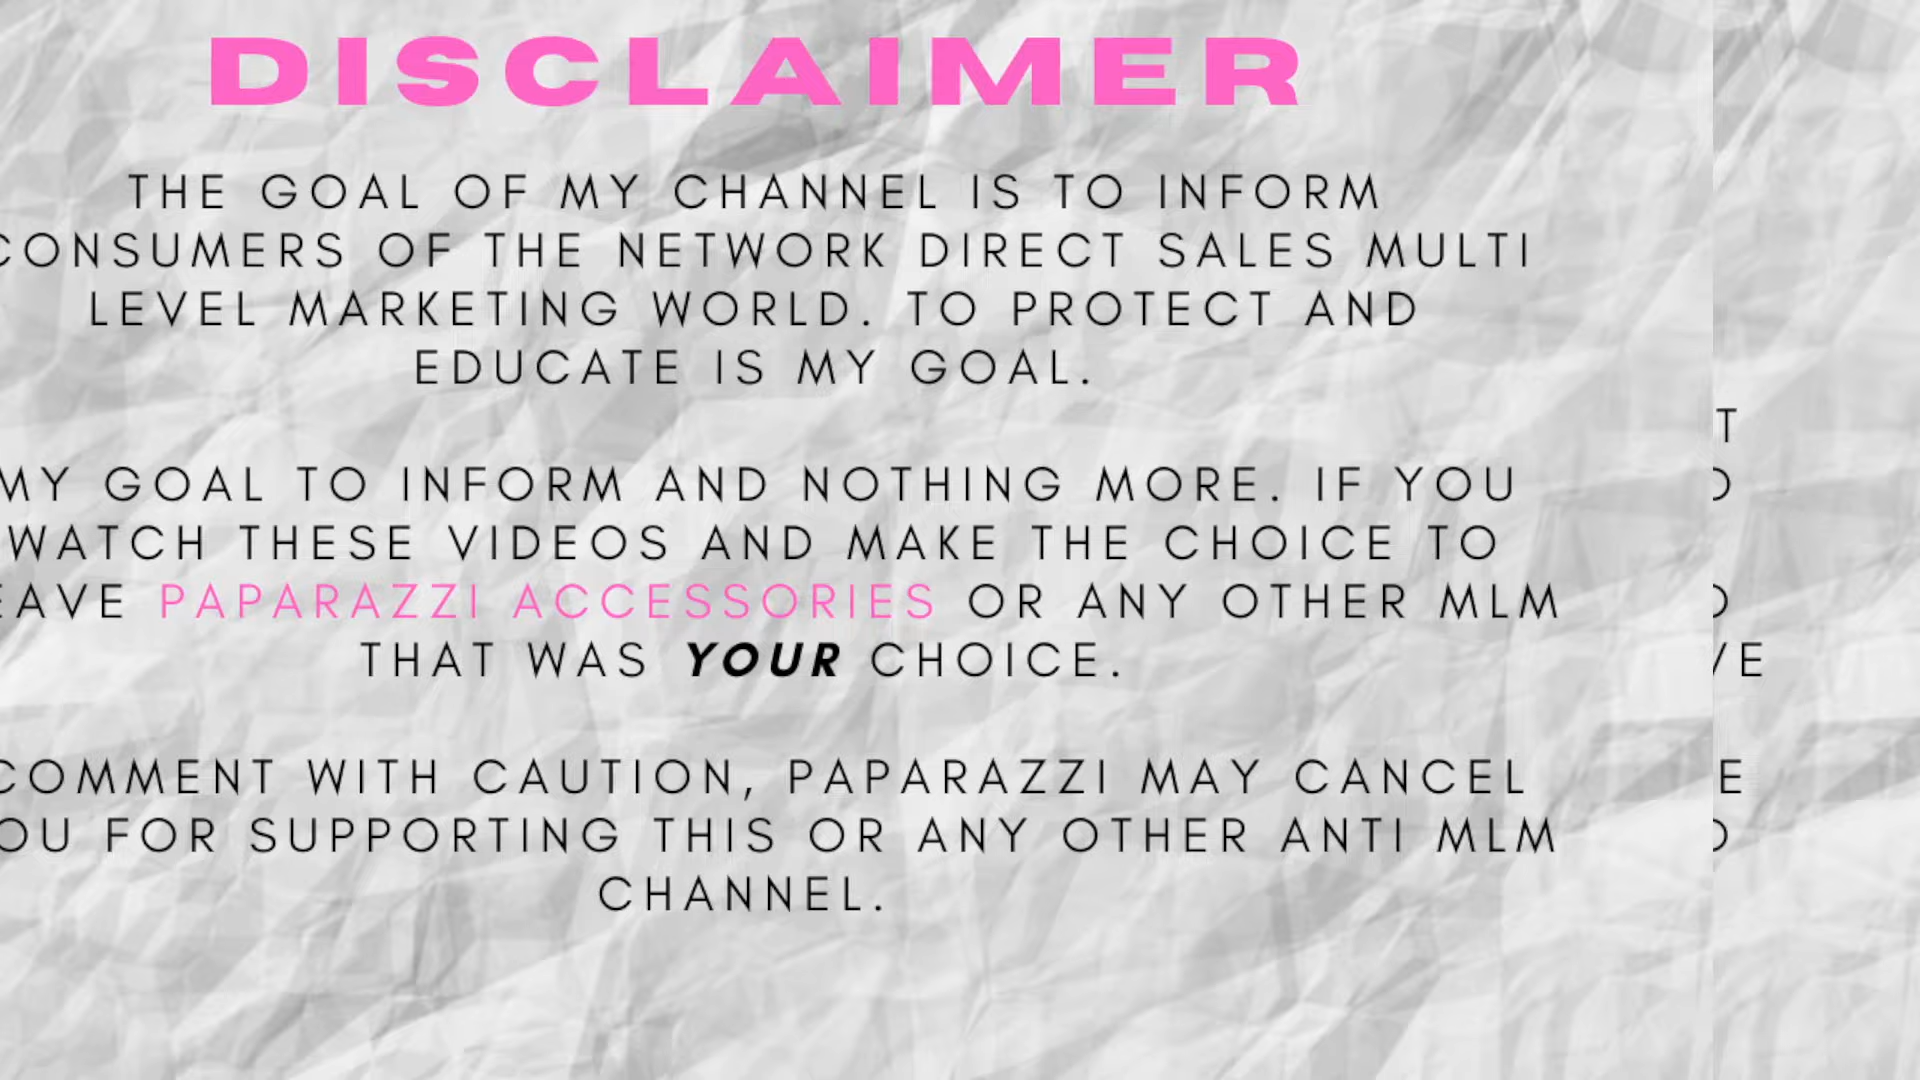 DISCLAIMER
THE GOAL OF MY CHANNEL IS TO INFORM
CONSUMERS OF THE NETWORK DIRECT SALES MULTI
LEVEL MARKETING WORLD. TO PROTECT AND
EDUCATE IS MY GOAL.
MY GOAL TO INFORM AND NOTHING MORE. IF YOU
WATCH THESE VIDEOS AND MAKE THE CHOICE TO
EAVE PAPARAZZI ACCESSORIES OR ANY OTHER MLM
THAT WAS YOUR CHOICE.
COMMENT WITH CAUTION, PAPARAZZI MAY CANCEL
OU FOR SUPPORTING THIS OR ANY OTHER ANTI MLM
CHANNEL.
T
VE
E